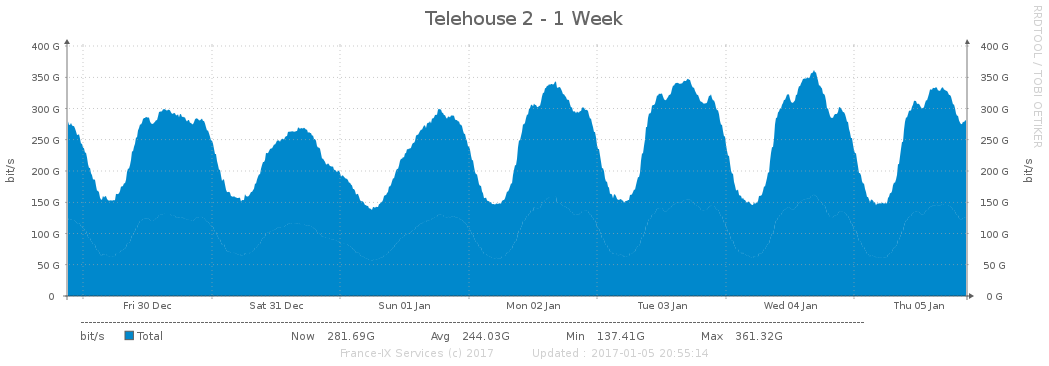 Telehouse 2 - 1 Week
RRDTOOL / TOBI OETIKER
400 G 400 G
350 G 350 G
300 G 300 G
250 G 250 G
200 G 200 G
150 G 150 G
100 G 100 G
50 G 50 G
0 0 G
bit/s bit/s
Fri 30 Dec Sat 31 Dec Sun 01 Jan Mon 02 Jan Tue 03 Jan Wed 04 Jan Thu 05 Jan
bit/s Total Now 281.69G Avg 244.03G Min 137.41G Max 361.32G
France-IX Services (c) 2017 Updated : 2017-01-05 20:55:14